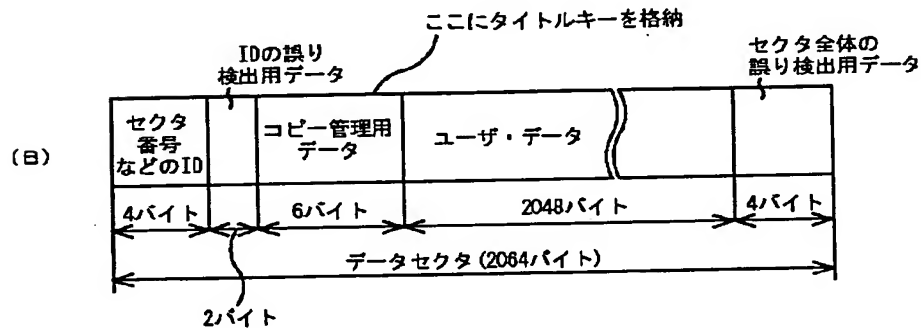 ここにタイトルキーを格納
IDの誤り
検出用データ
セクタ全体の
誤り検出用データ
(B)
セクタ
番号
などのID
コピー管理用
データ
ユーザ・データ
4バイト
6バイト
2048バイト
4バイト
データセクタ(2064バイト)
2バイト